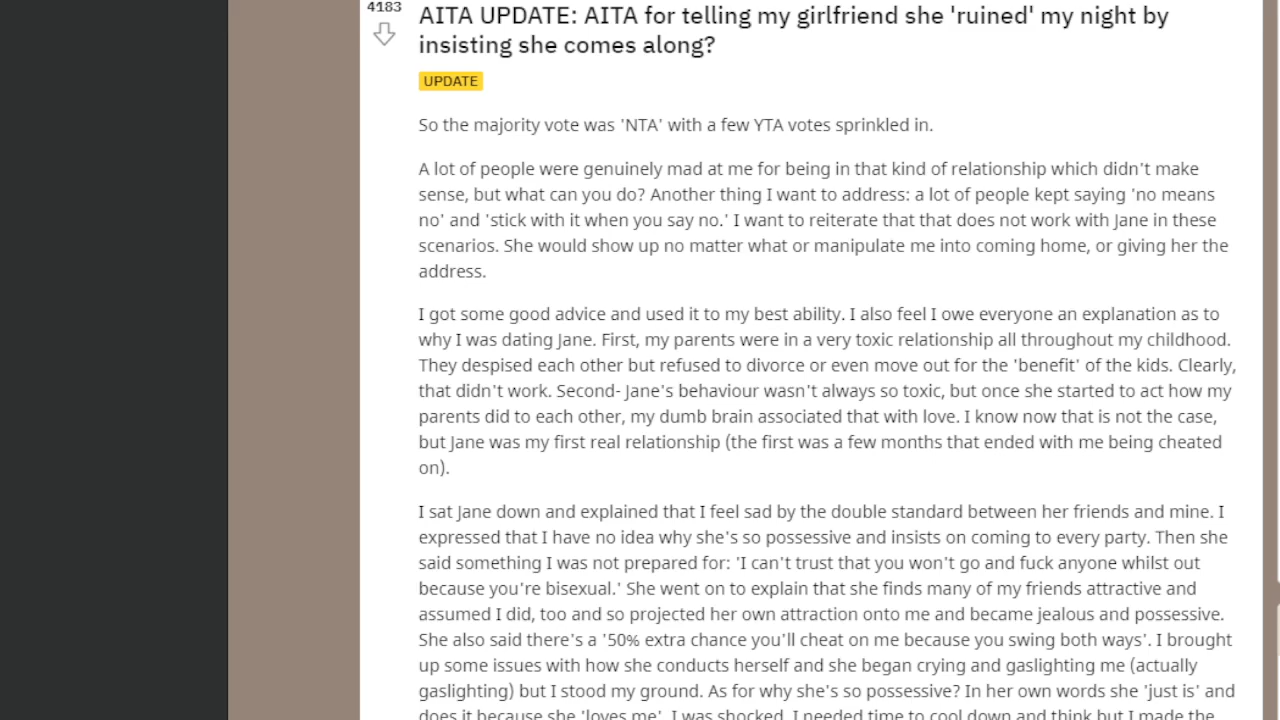 4183
AITA UPDATE: AITA for telling my girlfriend she 'ruined' my night by
insisting she comes along?
UPDATE
So the majority vote was 'NTA' with a few YTA votes sprinkled in.
A lot of people were genuinely mad at me for being in that kind of relationship which didn't make
sense, but what can you do? Another thing I want to address: a lot of people kept saying 'no means
no' and 'stick with it when you say no.' I want to reiterate that that does not work with Jane in these
scenarios. She would show up no matter what or manipulate me into coming home, or giving her the
address.
I got some good advice and used it to my best ability. I also feel I owe everyone an explanation as to
why I was dating Jane. First, my parents were in a very toxic relationship all throughout my childhood.
They despised each other but refused to divorce or even move out for the 'benefit' of the kids. Clearly,
that didn't work. Second- Jane's behaviour wasn't always so toxic, but once she started to act how my
parents did to each other, my dumb brain associated that with love. I know now that is not the case,
but Jane was my first real relationship (the first was a few months that ended with me being cheated
on).
I sat Jane down and explained that I feel sad by the double standard between her friends and mine. I
expressed that I have no idea why she's so possessive and insists on coming to every party. Then she
said something I was not prepared for: 'I can't trust that you won't go and fuck anyone whilst out
because you're bisexual.' She went on to explain that she finds many of my friends attractive and
assumed I did, too and so projected her own attraction onto me and became jealous and possessive.
She also said there's a '50% extra chance you'll cheat on me because you swing both ways'. I brought
up some issues with how she conducts herself and she began crying and gaslighting me (actually
gaslighting) but I stood my ground. As for why she's so possessive? In her own words she 'just is' and
does it because she 'loves me'. I was shocked. I needed time to cool down and think but I made the